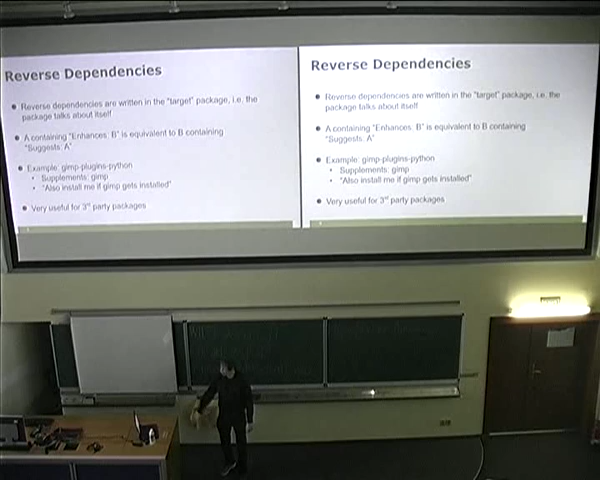 Reverse Dependencies
Reverse dependencies are written in the "target" package, i.e. the
package talks about itself
A containing "Enhances: B" is equivalent to B containing
"Suggests: A"
Example: gimp-plugins-python
Supplements: gimp
"Also install me if gimp gets installed"
Very useful for 3rd party packages
Reverse Dependencies
Reverse dependencies are written in the "target" package, i.e. the
package talks about itself
A containing "Enhances: B" is equivalent to B containing
"Suggests: A"
Example: gimp-plugins-python
Supplements: gimp
"Also install me if gimp gets installed"
Very useful for 3rd party packages